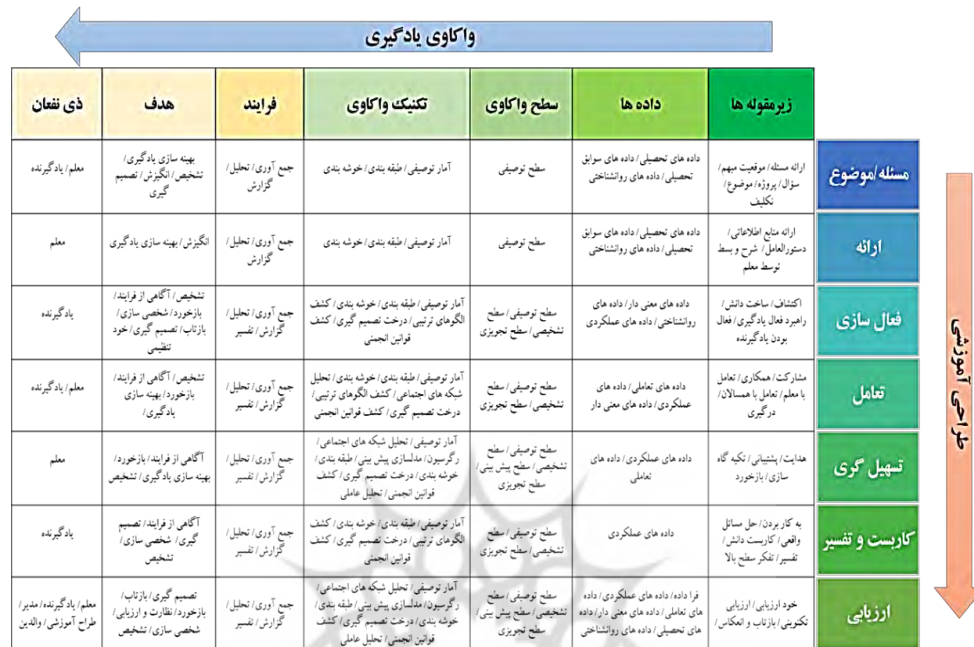 واکاوی یادگیری
زیرمقوله ها
داده ها
سطح واکاوی
تکنیک واکاوی
فرایند
هدف
ذی نفعان
طراحی آموزشی
مسئله/موضوع
ارائه مسئله/ موقعیت مبهم/
سؤال/ پروژه/ موضوع/
تکلیف
داده های تحصیلی/ داده های سوابق
تحصیلی/ داده های روانشناختی
سطح توصیفی
آمار توصیفی/ طبقه بندی/ خوشه بندی
جمع آوری/ تحلیل/
گزارش
بهینه سازی یادگیری/
تشخیص/ انگیزش/ تصمیم
گیری
معلم/ یادگیرنده
ارائه
ارائه منابع اطلاعاتی/
دستورالعامل/ شرح و بسط
توسط معلم
داده های تحصیلی/ داده های سوابق
تحصیلی/ داده های روانشناختی
سطح توصیفی
آمار توصیفی/ طبقه بندی/ خوشه بندی
جمع آوری/ تحلیل/
گزارش
انگیزش/ بهینه سازی یادگیری
معلم
فعال سازی
اکتشاف/ ساخت دانش/
راهبرد فعال یادگیری/ فعال
بودن یادگیرنده
داده های معنی دار/ داده های
روانشناختی/ داده های عملکردی
سطح توصیفی/ سطح
تشخیصی/ سطح تجویزی
آمار توصیفی/ طبقه بندی/ خوشه بندی/ کشف
الگوهای ترتیبی/ درخت تصمیم گیری/ کشف
قوانین انجمنی
جمع آوری/ تحلیل/
گزارش/ تفسیر
تشخیص/ آگاهی از فرایند/
بازخورد/ شخصی سازی/
بازتاب/ تصمیم گیری/ خود
تنظیمی
یادگیرنده
تعامل
مشارکت/ همکاری/ تعامل
با معلم/ تعامل با همسالان/
درگیری
داده های تعاملی/ داده های
عملکردی/ داده های معنی دار
سطح توصیفی/ سطح
تشخیصی/ سطح تجویزی
آمار توصیفی/ طبقه بندی/ خوشه بندی/ تحلیل
شبکه های اجتماعی/ کشف الگوهای ترتیبی/
درخت تصمیم گیری/ کشف قوانین انجمنی
جمع آوری/ تحلیل/
گزارش/ تفسیر
تشخیص/ آگاهی از فرایند/
بازخورد/ بهینه سازی
یادگیری/
معلم/ یادگیرنده
تسهیل گری
هدایت/ پشتیبانی/ تکیه گاه
سازی/ بازخورد
داده های عملکردی/ داده های
تعاملی
سطح توصیفی/ سطح
تشخیصی/ سطح پیش بینی/
سطح تجویزی
آمار توصیفی/ تحلیل شبکه های اجتماعی/
رگرسیون/ مدلسازی پیش بینی/ طبقه بندی/
خوشه بندی/ درخت تصمیم گیری/ کشف
قوانین انجمنی/ تحلیل عاملی
جمع آوری/ تحلیل/
گزارش/ تفسیر
آگاهی از فرایند/ بازخورد/
بهینه سازی یادگیری/ تشخیص
معلم
کاربست و تفسیر
به کار بردن/ حل مسائل
واقعی/ کاربست دانش/
تفسیر/ تفکر سطح بالا
داده های عملکردی
سطح توصیفی/ سطح
تشخیصی/ سطح تجویزی
آمار توصیفی/ طبقه بندی/ خوشه بندی/ کشف
الگوهای ترتیبی/ درخت تصمیم گیری/ کشف
قوانین انجمنی
جمع آوری/ تحلیل/
گزارش/ تفسیر
آگاهی از فرایند/ تصمیم
گیری/ شخصی سازی/
تشخیص
یادگیرنده
ارزیابی
خود ارزیابی/ ارزیابی
تکوینی/ بازتاب و انعکاس/
فرا داده/ داده های عملکردی/ داده
های تعاملی/ داده های معنی دار/ داده
های تحصیلی/ داده های روانشناختی
سطح توصیفی/ سطح
تشخیصی/ سطح پیش بینی/
سطح تجویزی
آمار توصیفی/ تحلیل شبکه های اجتماعی/
رگرسیون/ مدلسازی پیش بینی/ طبقه بندی/
خوشه بندی/ درخت تصمیم گیری/ کشف
قوانین انجمنی/ تحلیل عاملی
جمع آوری/ تحلیل/
گزارش/ تفسیر
تصمیم گیری/ بازتاب/
بازخورد/ نظارت و ارزیابی/
شخصی سازی/ تشخیص
معلم/ یادگیرنده/ مدیر/
طراح آموزشی/ والدین